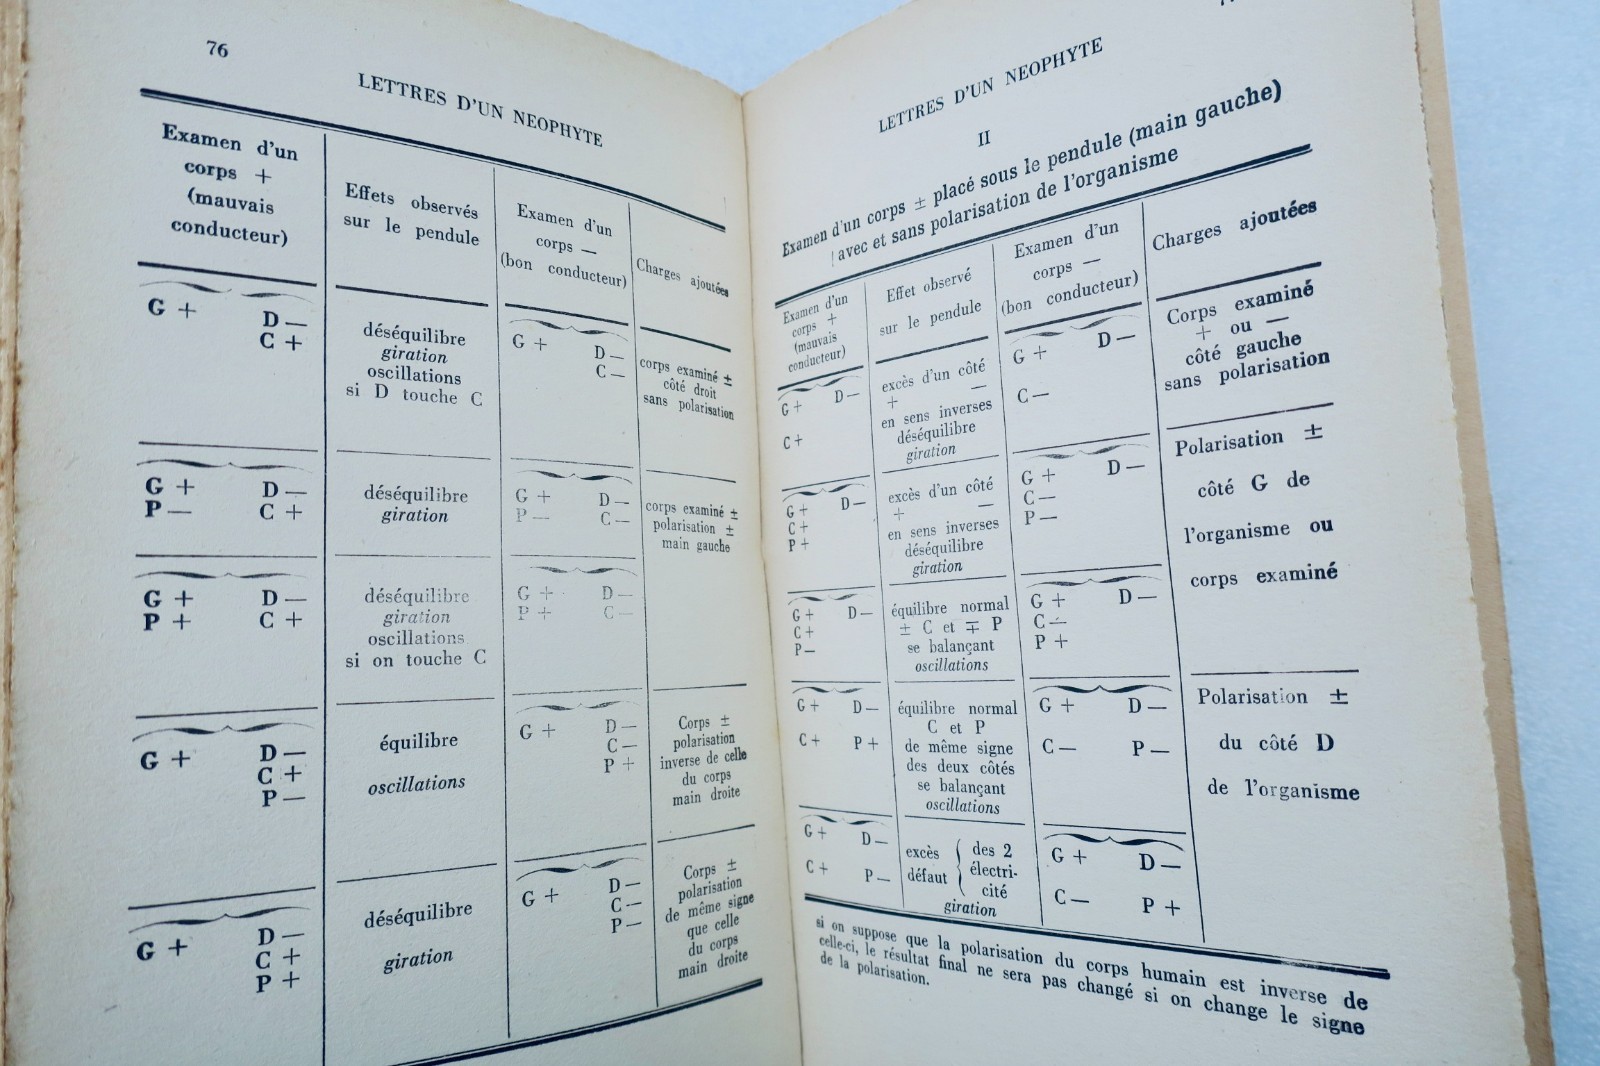 76
LETTRES D'UN NEOPHYTE
Examen d'un
corps +
(mauvais
conducteur)
Effets observés
sur le pendule
Examen d'un
corps —
(bon conducteur)
Charges ajoutées
G + D —
C +
déséquilibre
giration
oscillations
si D touche C
G + D —
C —
corps examiné ±
côté droit
sans polarisation
G + D —
P — C +
déséquilibre
giration
G + D —
P — C —
corps examiné ±
polarisation ±
main gauche
G + D —
P + C +
déséquilibre
giration
oscillations
si on touche C
G + D —
P + C —
G + D —
C +
P —
équilibre
oscillations
G + D —
C —
P +
Corps ±
polarisation
inverse de celle
du corps
main droite
G + D —
C +
P +
déséquilibre
giration
G + D —
C —
P —
Corps ±
polarisation
de même signe
que celle
du corps
main droite
LETTRES D'UN NEOPHYTE
II
Examen d'un corps ± placé sous le pendule (main gauche)
avec et sans polarisation de l'organisme
Examen d'un
corps +
(mauvais
conducteur)
Effet observé
sur le pendule
Examen d'un
corps —
(bon conducteur)
Charges ajoutées
G + D —
C +
excès d'un côté
+ —
en sens inverses
déséquilibre
giration
G + D —
C —
Corps examiné
+ ou —
côté gauche
sans polarisation
G + D —
C +
P +
excès d'un côté
+ —
en sens inverses
déséquilibre
giration
G + D —
C —
P —
Polarisation ±
côté G de
l'organisme ou
corps examiné
G + D —
C +
P —
équilibre normal
± C et ∓ P
se balançant
oscillations
G + D —
C —
P +
G + D —
C + P +
équilibre normal
C et P
de même signe
des deux côtés
se balançant
oscillations
G + D —
C — P —
Polarisation ±
du côté D
de l'organisme
G + D —
C + P —
excès { des 2
défaut { électri-
cité
giration
G + D —
C — P +
si on suppose que la polarisation du corps humain est inverse de
celle-ci, le résultat final ne sera pas changé si on change le signe
de la polarisation.